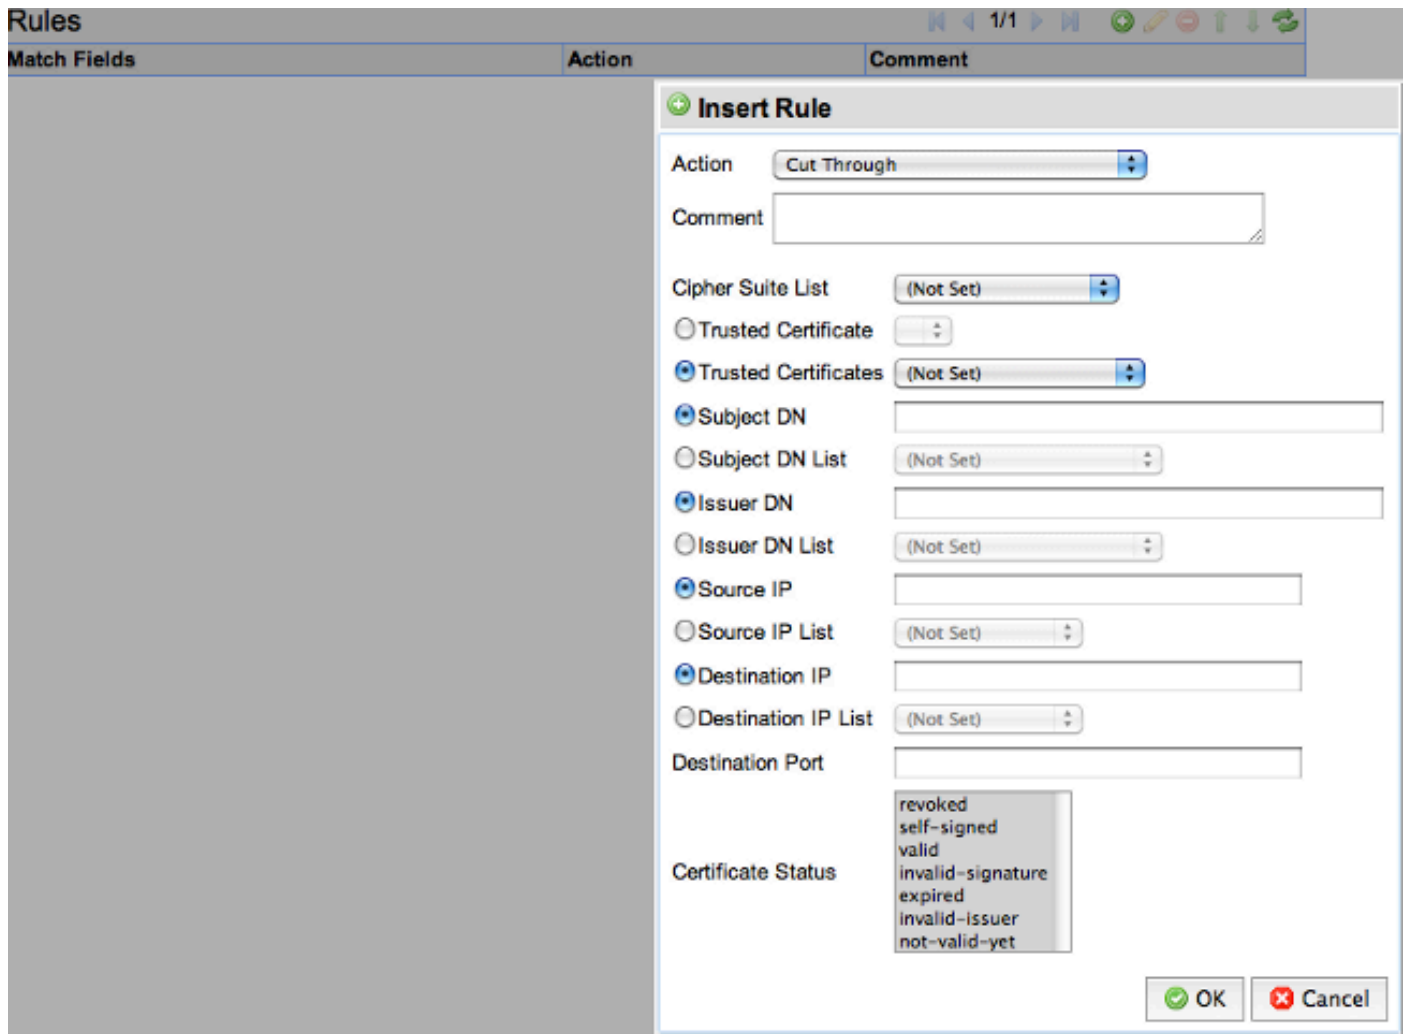 Rules 1/1
Match Fields Action Comment
Insert Rule
Action Cut Through
Comment
Cipher Suite List (Not Set)
Trusted Certificate
Trusted Certificates (Not Set)
Subject DN
Subject DN List (Not Set)
Issuer DN
Issuer DN List (Not Set)
Source IP
Source IP List (Not Set)
Destination IP
Destination IP List (Not Set)
Destination Port
revoked
self-signed
valid
Certificate Status invalid-signature
expired
invalid-issuer
not-valid-yet
OK Cancel